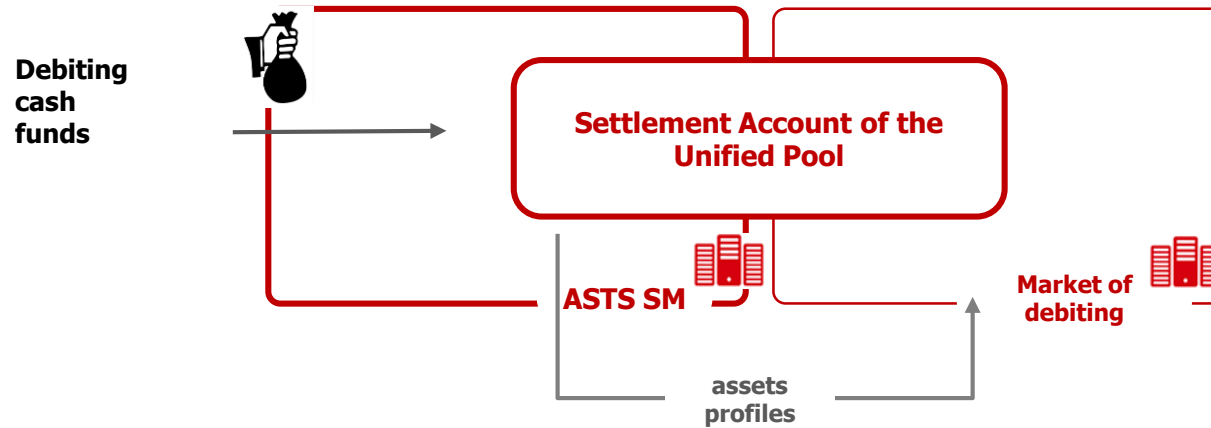 Debiting
cash
funds
Settlement Account of the
Unified Pool
ASTS SM
Market of
debiting
assets
profiles